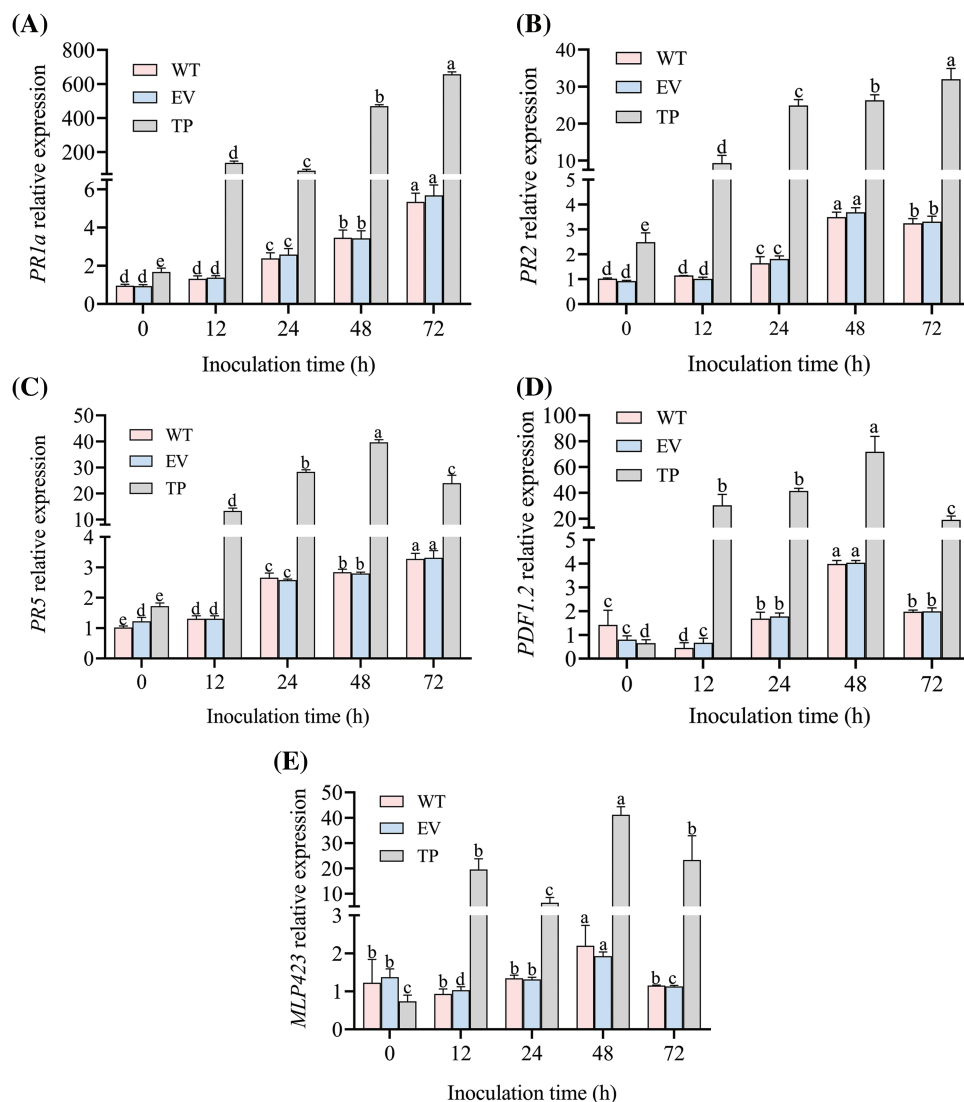 (A)
PR1a relative expression
800
600
400
200
6
4
2
0
WT
EV
TP
d d e
d d d
c c c
b b b
a a a
0 12 24 48 72
Inoculation time (h)
(B)
PR2 relative expression
40
30
20
10
5
4
3
2
1
0
WT
EV
TP
d d e
d d d
c c c
a a b
b b a
0 12 24 48 72
Inoculation time (h)
(C)
PR5 relative expression
50
40
30
20
10
4
3
2
1
0
WT
EV
TP
e d e
d d d
c c b
b b a
a a c
0 12 24 48 72
Inoculation time (h)
(D)
PDF1.2 relative expression
100
80
60
40
20
5
4
3
2
1
0
WT
EV
TP
c c d
d c b
b b b
a a a
b b c
0 12 24 48 72
Inoculation time (h)
(E)
MLP423 relative expression
50
40
30
20
10
3
2
1
0
WT
EV
TP
b b c
b d b
b b c
a a a
b c b
0 12 24 48 72
Inoculation time (h)